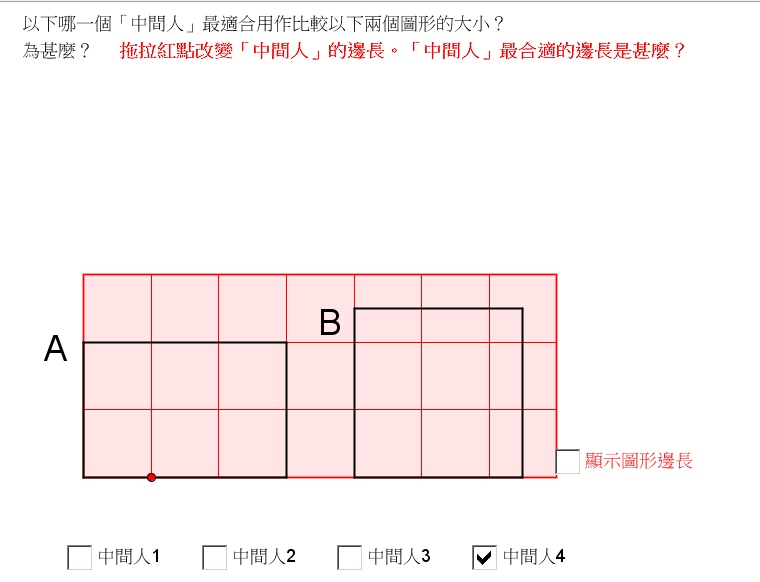 以下哪一個「中間人」最適合用作比較以下兩個圖形的大小？
為甚麼？ 拖拉紅點改變「中間人」的邊長。「中間人」最合適的邊長是甚麼？
B
A
顯示圖形邊長
中間人1 中間人2 中間人3 中間人4